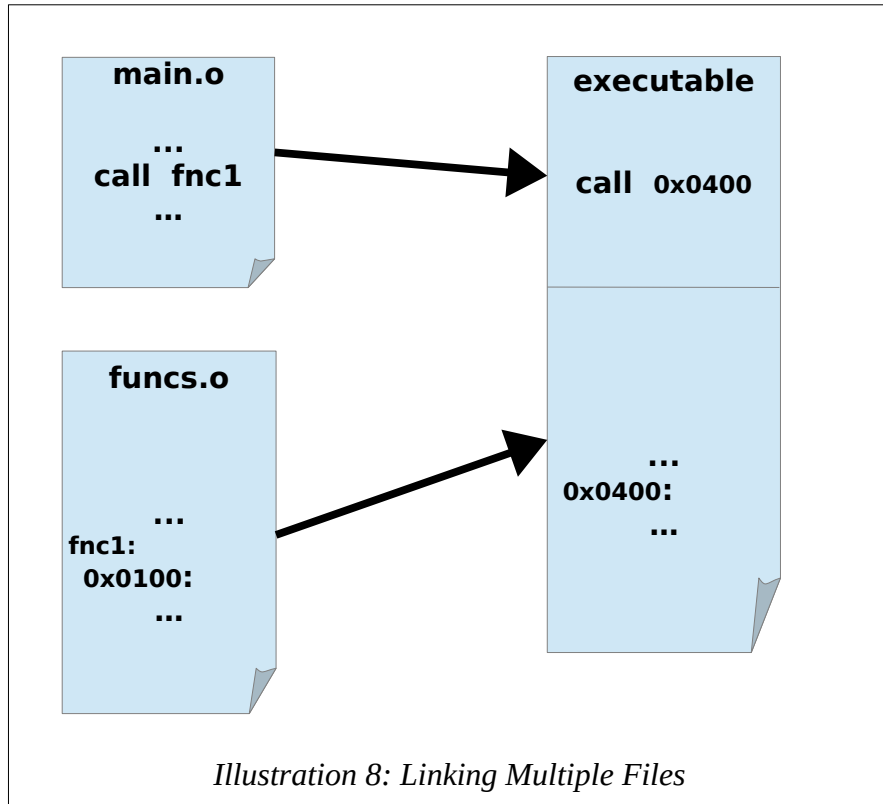 main.o
...
call fnc1
...
funcs.o
...
fnc1:
0x0100:
...
executable
call 0x0400
...
0x0400:
...
Illustration 8: Linking Multiple Files